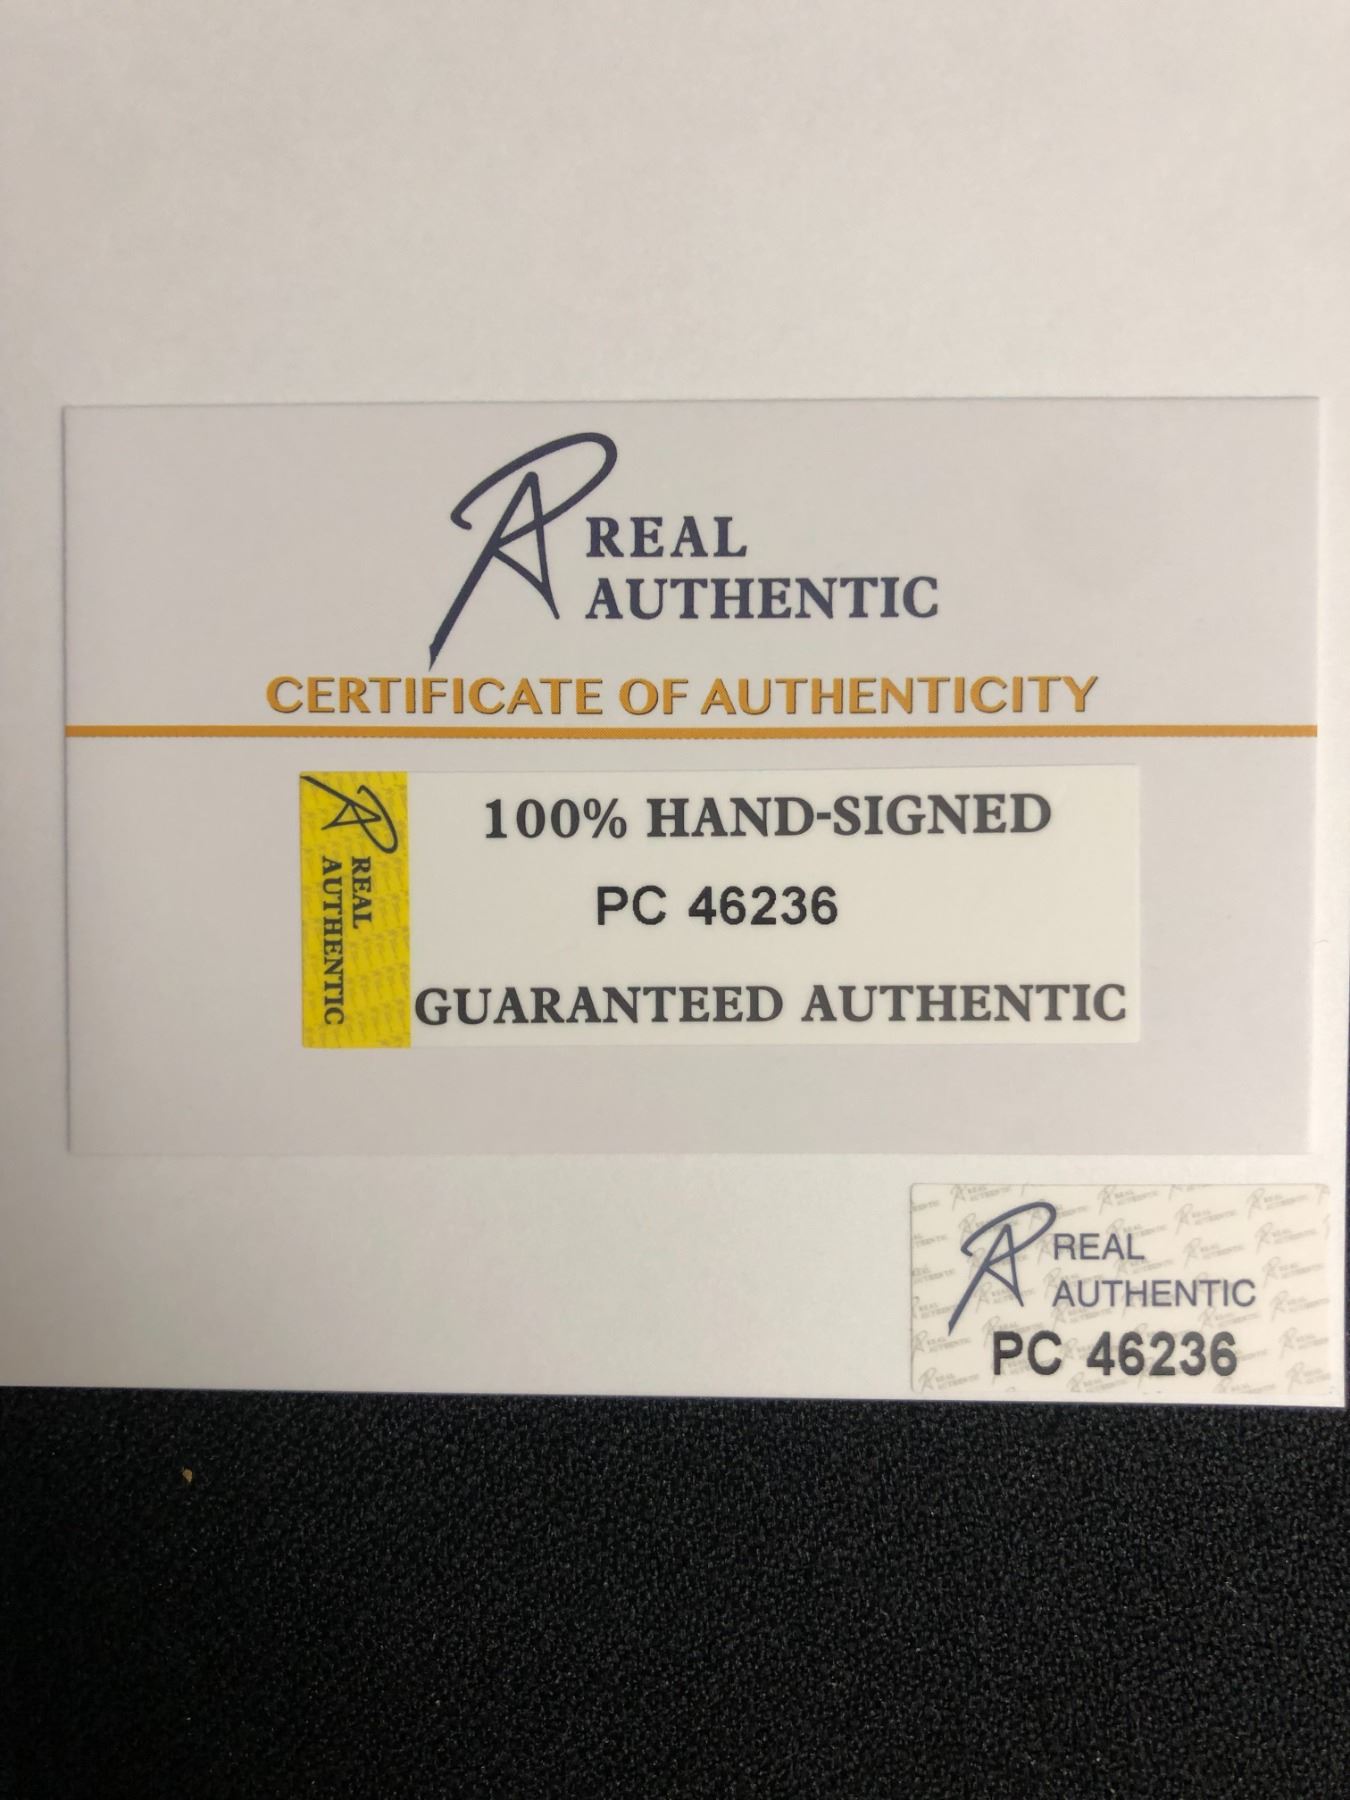 REAL
AUTHENTIC
CERTIFICATE OF AUTHENTICITY
REAL
AUTHENTIC
100% HAND-SIGNED
PC 46236
GUARANTEED AUTHENTIC
REAL
AUTHENTIC
PC 46236